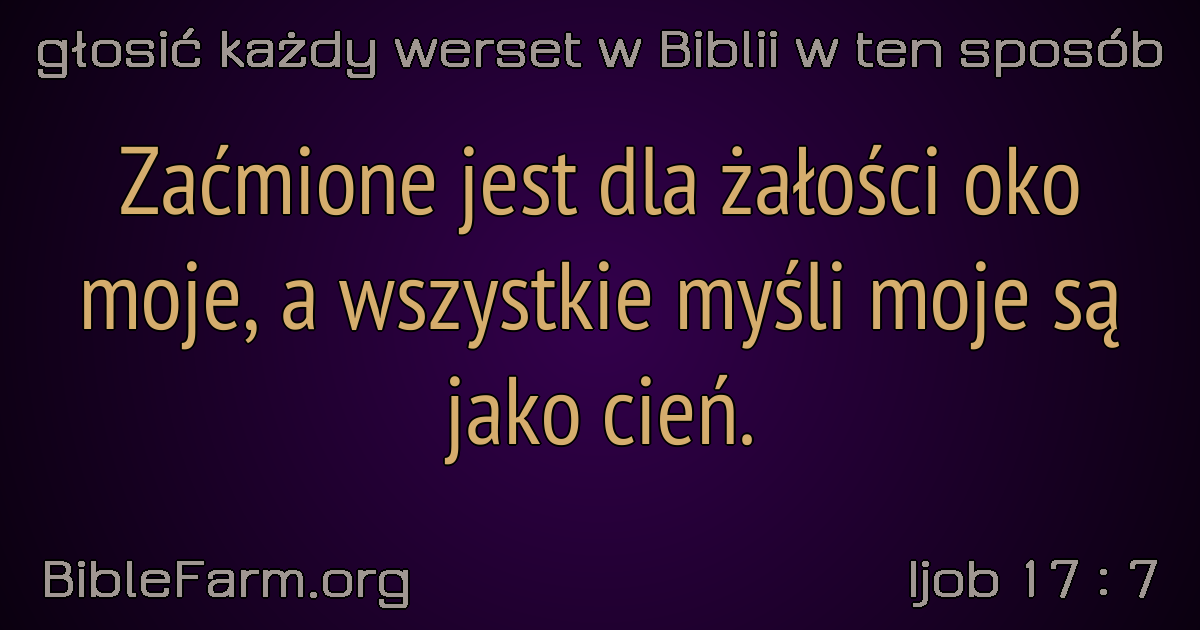 głosić każdy werset w Biblii w ten sposób
Zaćmione jest dla żałości oko
moje, a wszystkie myśli moje są
jako cień.
BibleFarm.org
Ijob 17 : 7